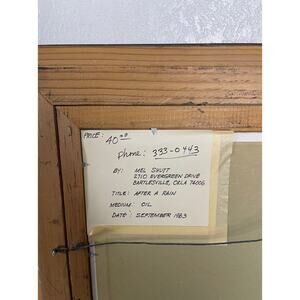 PRICE: 40.00
Phone: 333-0443
BY: MEL SHUTT
2710 EVERGREEN DRIVE
BARTLESVILLE, OKLA 74006
TITLE: AFTER A RAIN
MEDIUM: OIL
DATE: SEPTEMBER 1983